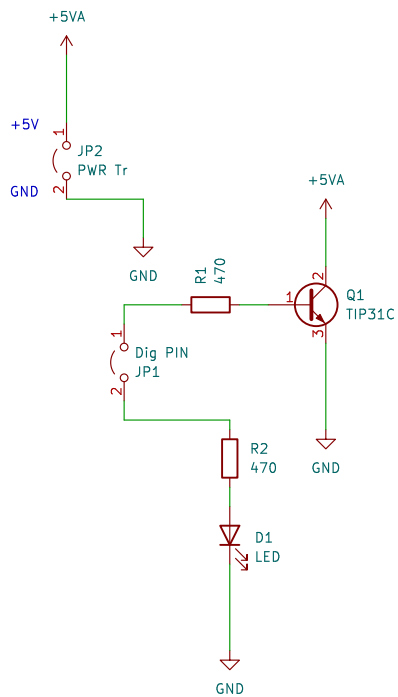 +5VA
+5V
1
JP2
PWR Tr
GND
2
GND
+5VA
R1
470
1
2
3
Q1
TIP31C
GND
1
Dig PIN
JP1
2
R2
470
D1
LED
GND